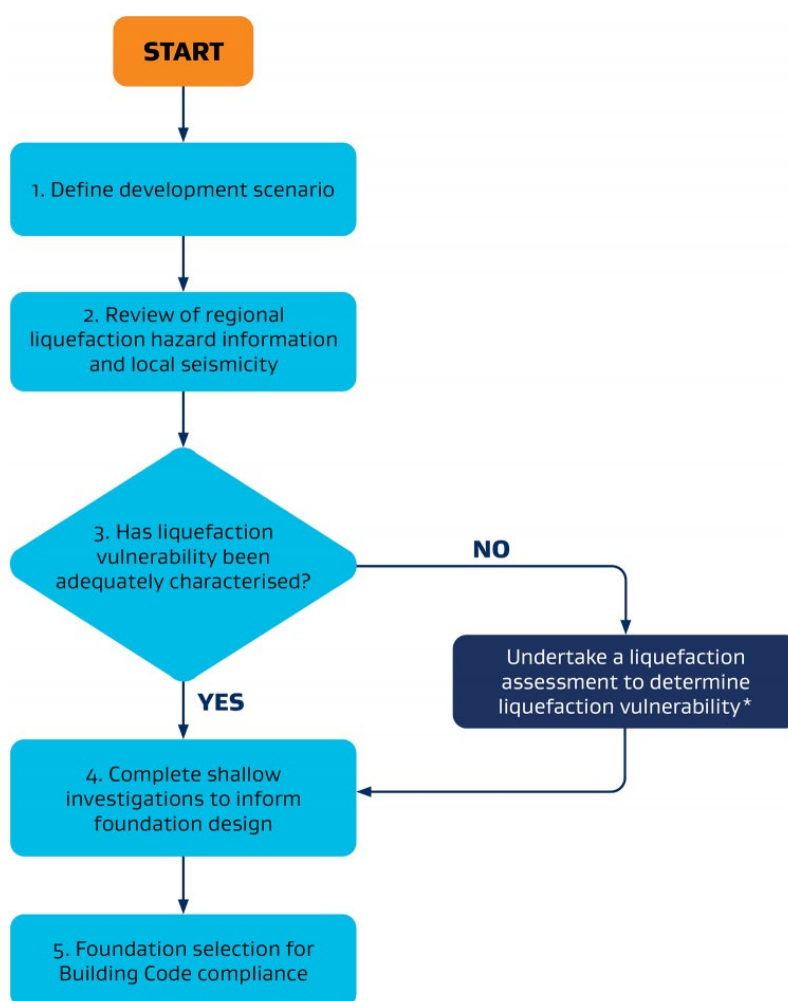 START
1. Define development scenario
2. Review of regional
liquefaction hazard information
and local seismicity
3. Has liquefaction
vulnerability been
adequately characterised?
NO
Undertake a liquefaction
assessment to determine
liquefaction vulnerability*
YES
4. Complete shallow
investigations to inform
foundation design
5. Foundation selection for
Building Code compliance